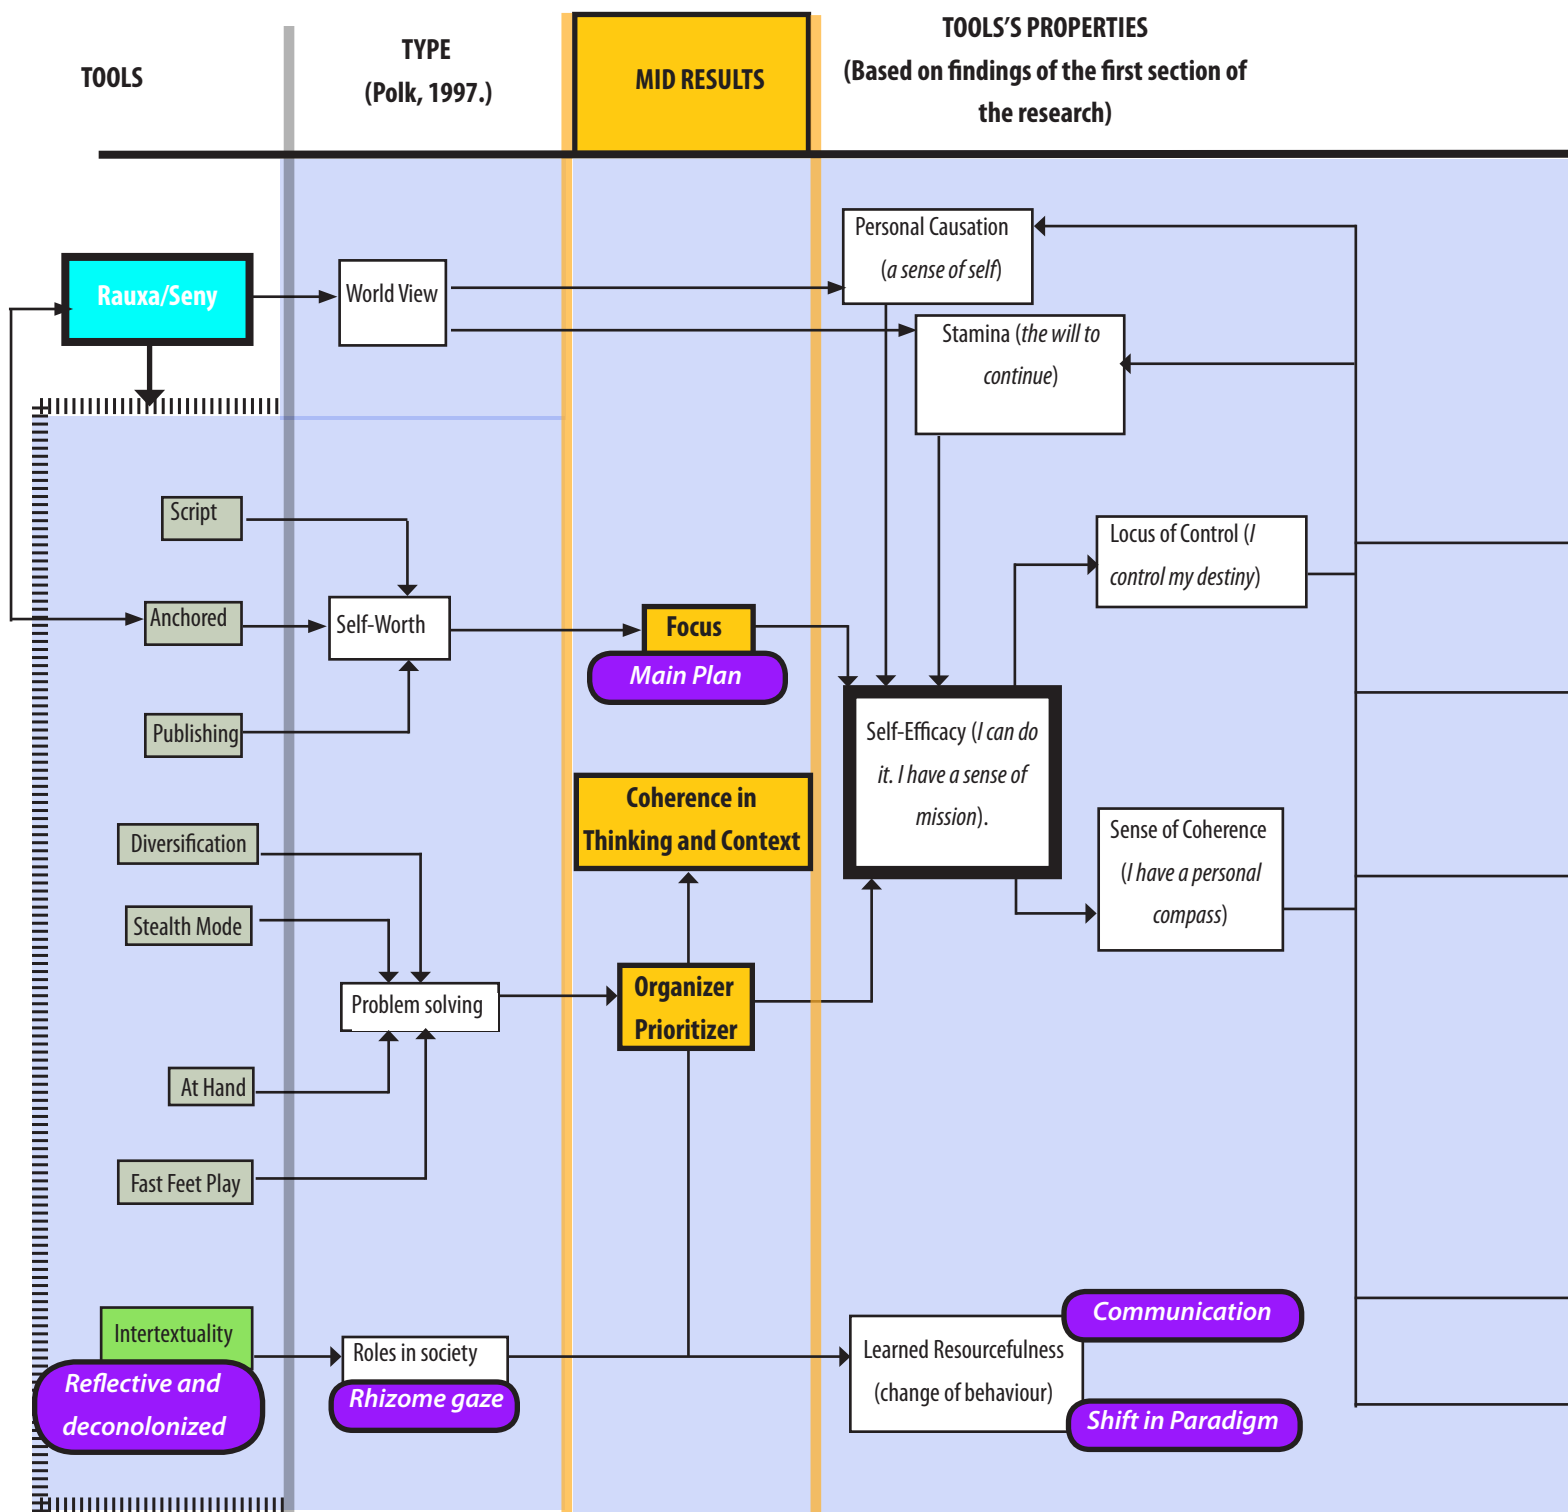 TOOLS
TYPE
(Polk, 1997.)
MID RESULTS
TOOLS'S PROPERTIES
(Based on findings of the first section of
the research)
Rauxa/Seny
World View
Personal Causation
(a sense of self)
Stamina (the will to
continue)
Script
Anchored
Publishing
Self-Worth
Focus
Main Plan
Locus of Control (I
control my destiny)
Self-Efficacy (I can do
it. I have a sense of
mission).
Coherence in
Thinking and Context
Sense of Coherence
(I have a personal
compass)
Diversification
Stealth Mode
Problem solving
Organizer
Prioritizer
At Hand
Fast Feet Play
Intertextuality
Reflective and
deconolonized
Roles in society
Rhizome gaze
Learned Resourcefulness
(change of behaviour)
Communication
Shift in Paradigm